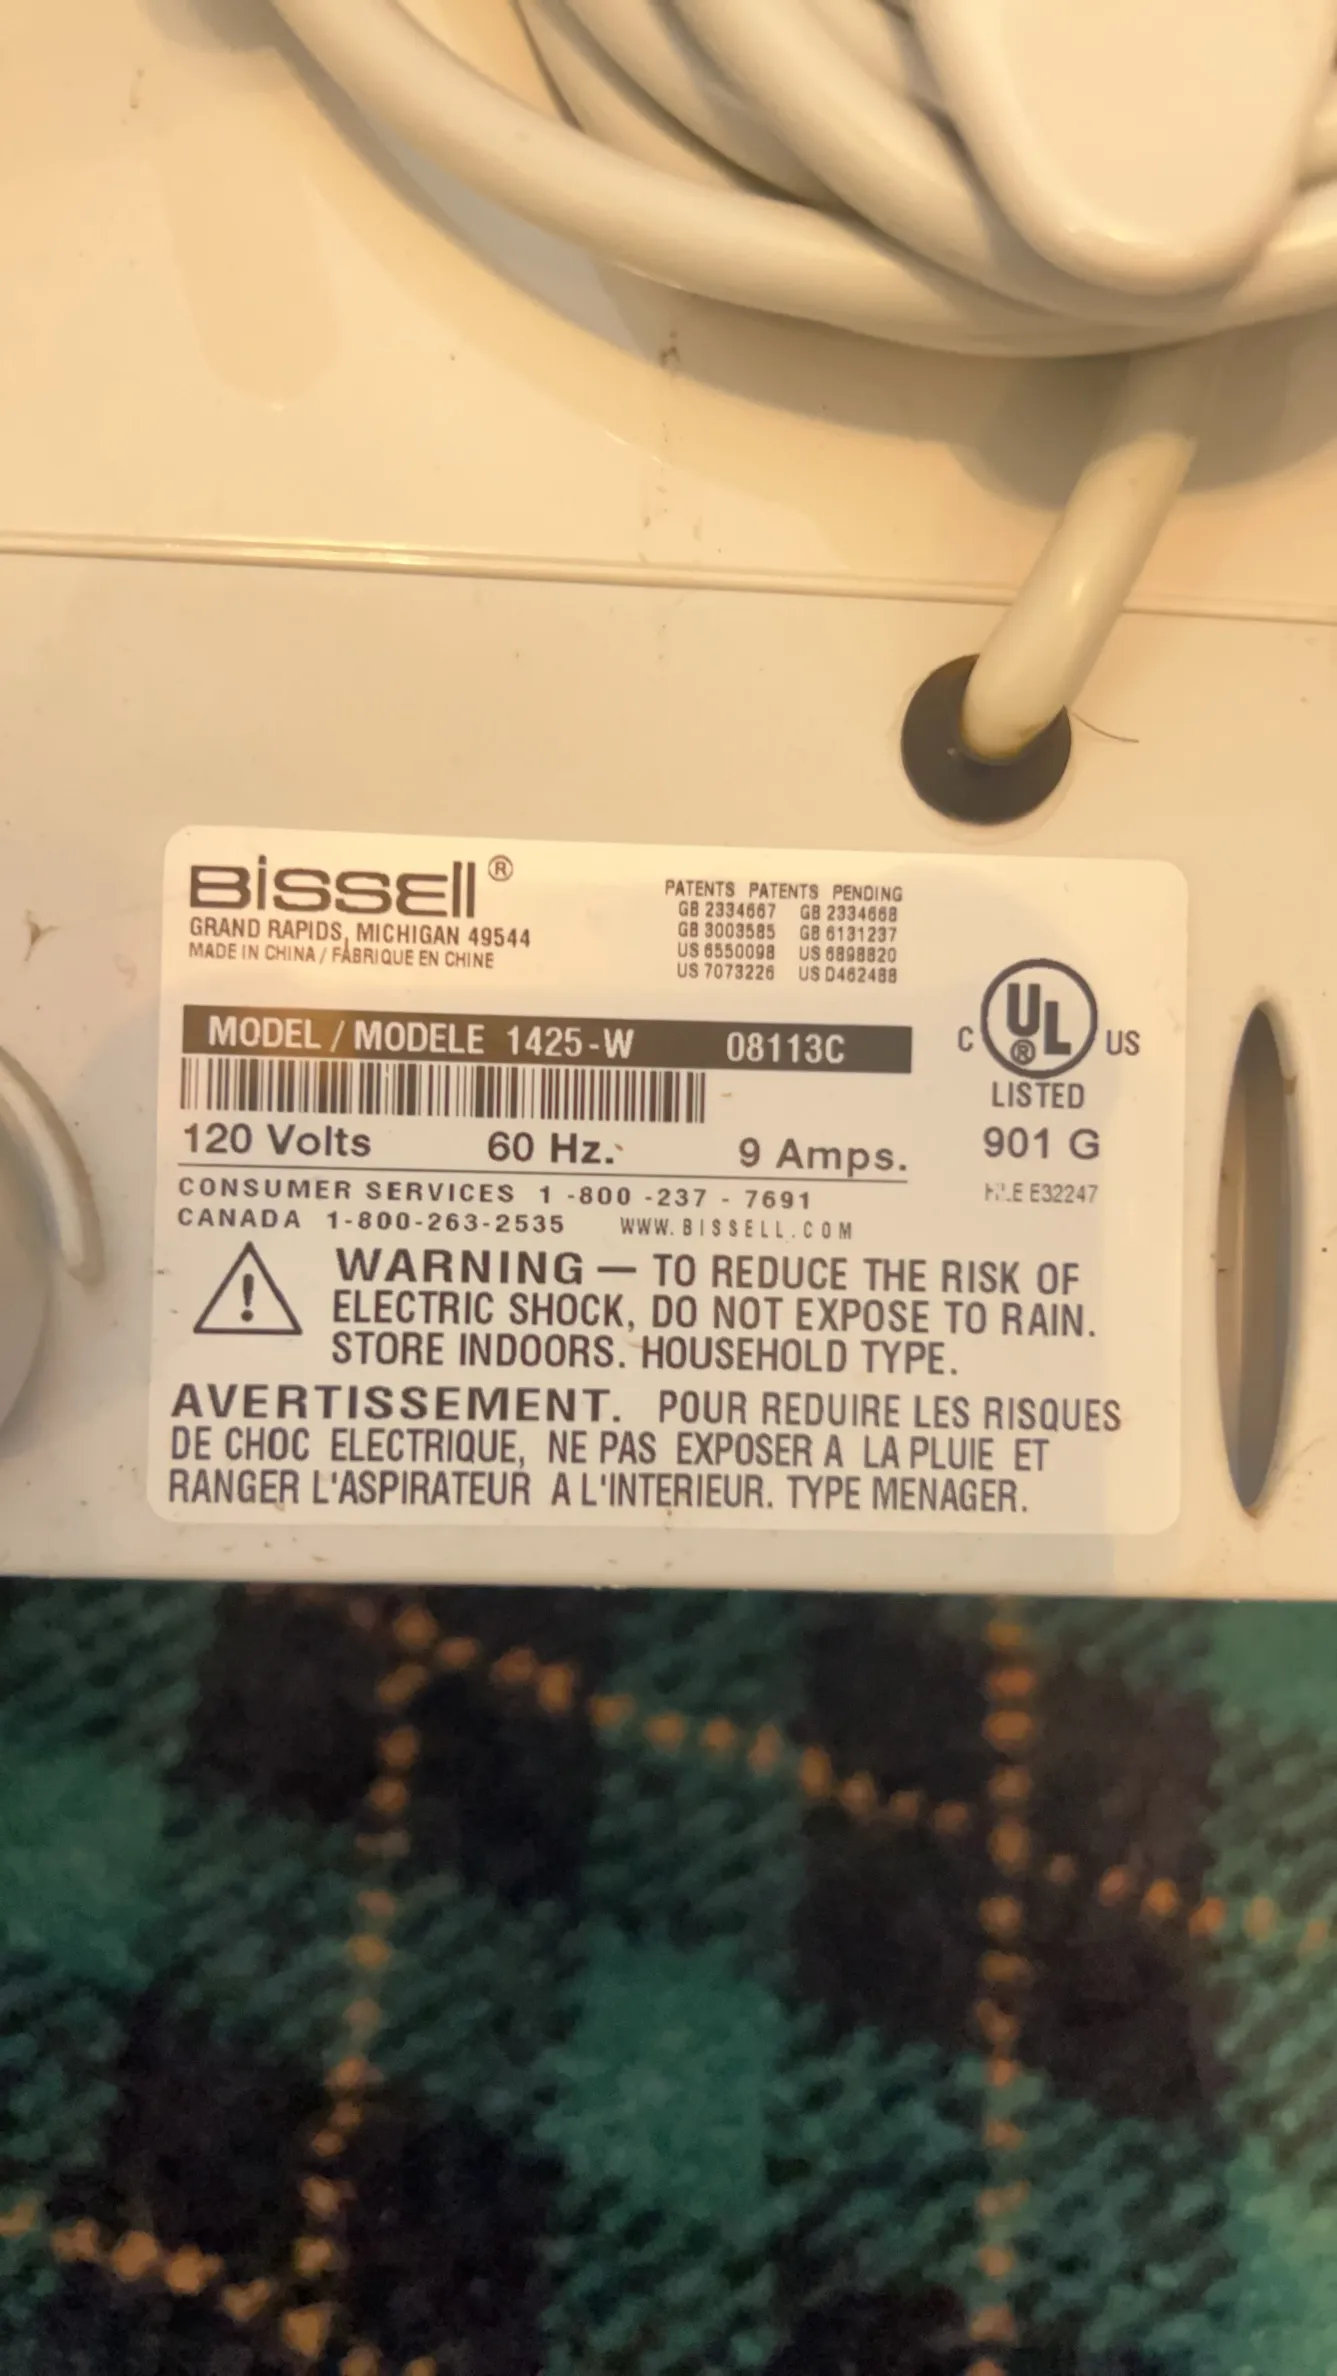 BISSELL®
GRAND RAPIDS, MICHIGAN 49544
MADE IN CHINA / FABRIQUE EN CHINE
PATENTS PATENTS PENDING
GB 2334667 GB 2334668
GB 3003585 GB 6131237
US 6550098 US 6898820
US 7073226 US D462488
MODEL / MODELE 1425-W 08113C
C UL® US
LISTED
901 G
E32247
120 Volts 60 Hz. 9 Amps.
CONSUMER SERVICES 1 -800 -237 - 7691
CANADA 1-800-263-2535 WWW.BISSELL.COM
WARNING — TO REDUCE THE RISK OF
ELECTRIC SHOCK, DO NOT EXPOSE TO RAIN.
STORE INDOORS. HOUSEHOLD TYPE.
AVERTISSEMENT. POUR REDUIRE LES RISQUES
DE CHOC ELECTRIQUE, NE PAS EXPOSER A LA PLUIE ET
RANGER L'ASPIRATEUR A L'INTERIEUR. TYPE MENAGER.